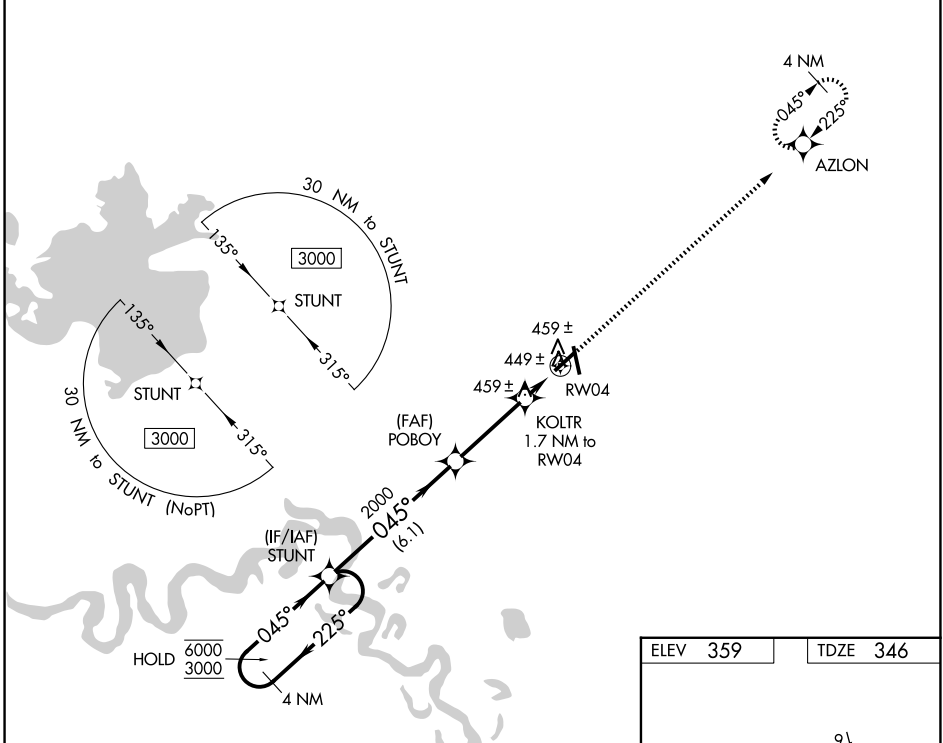 4 NM
045°
225°
AZLON
30 NM to STUNT
135°
3000
STUNT
315°
135°
STUNT
3000
315°
30 NM to STUNT (NoPT)
459 ±
449 ±
459 ±
RW04
KOLTR
1.7 NM to
RW04
(FAF)
POBOY
2000
045°
(6.1)
(IF/IAF)
STUNT
045°
225°
HOLD
6000
3000
4 NM
ELEV 359
TDZE 346